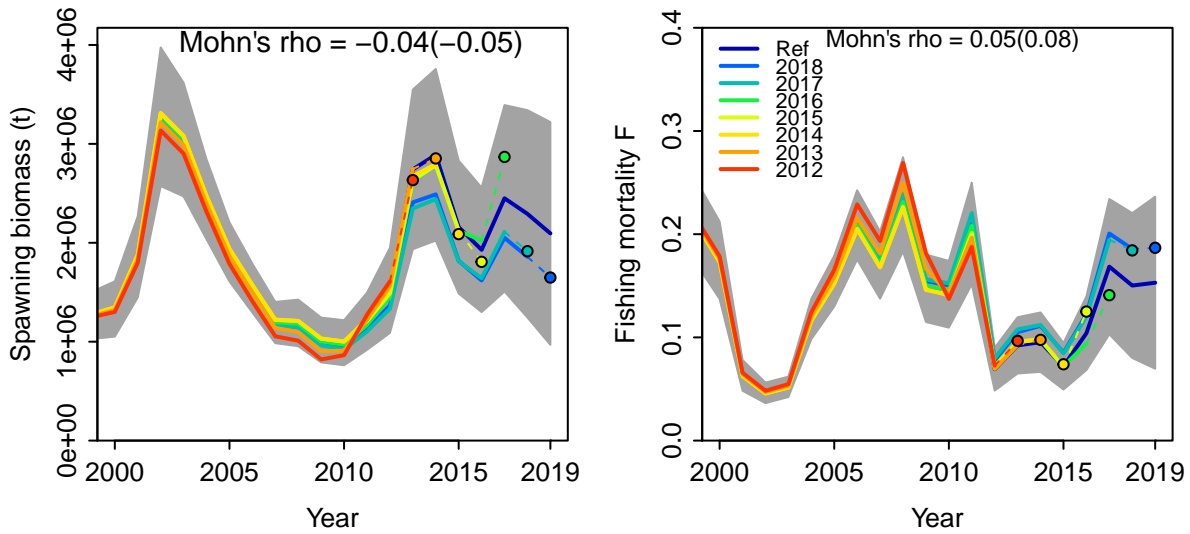 Mohn's rho = −0.04(−0.05)
Spawning biomass (t)
4e+06
3e+06
2e+06
1e+06
0e+00
2000 2005 2010 2015 2019
Year
Mohn's rho = 0.05(0.08)
Ref
2018
2017
2016
2015
2014
2013
2012
Fishing mortality F
0.4
0.3
0.2
0.1
0.0
2000 2005 2010 2015 2019
Year